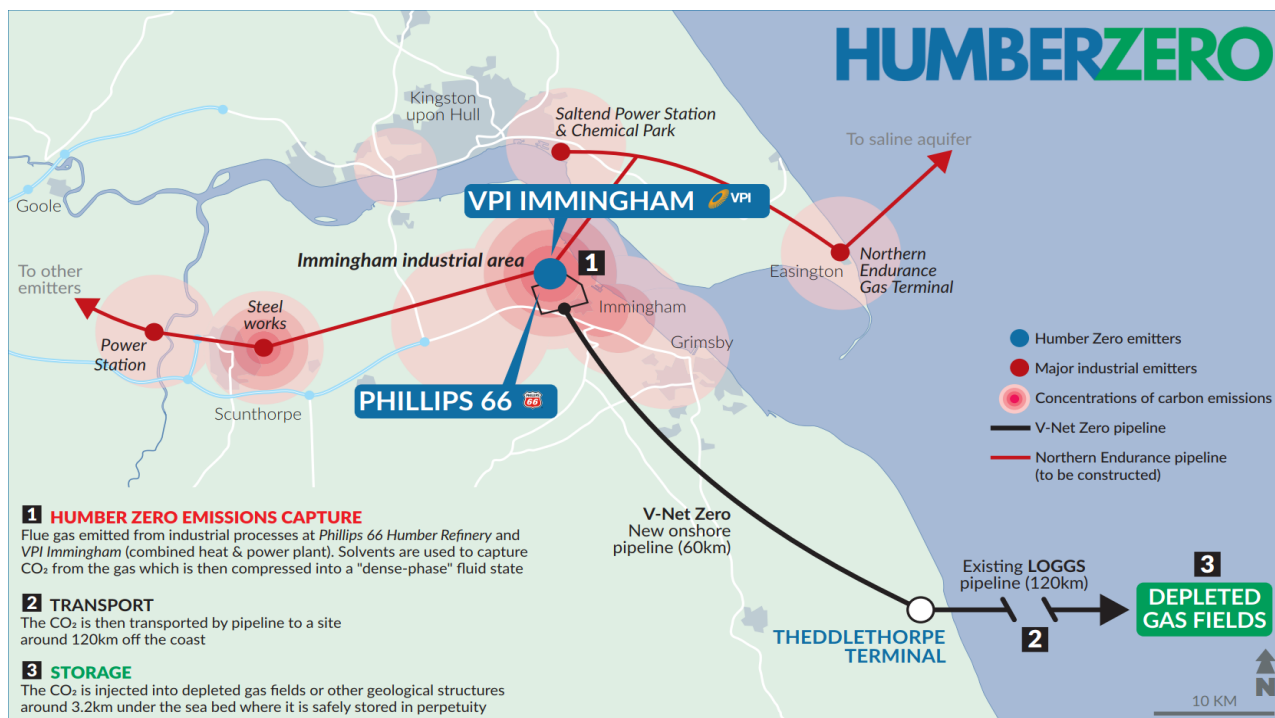 HUMBERZERO
Kingston
upon Hull
Saltend Power Station
& Chemical Park
To saline aquifer
Goole
VPI IMMINGHAM VPI
Immingham industrial area
1
Easington
Northern
Endurance
Gas Terminal
To other
emitters
Steel
works
Immingham
Power
Station
Grimsby
Humber Zero emitters
Major industrial emitters
Concentrations of carbon emissions
V-Net Zero pipeline
Northern Endurance pipeline
(to be constructed)
PHILLIPS 66 66
Scunthorpe
1 HUMBER ZERO EMISSIONS CAPTURE
Flue gas emitted from industrial processes at Phillips 66 Humber Refinery and
VPI Immingham (combined heat & power plant). Solvents are used to capture
CO₂ from the gas which is then compressed into a "dense-phase" fluid state
2 TRANSPORT
The CO₂ is then transported by pipeline to a site
around 120km off the coast
3 STORAGE
The CO₂ is injected into depleted gas fields or other geological structures
around 3.2km under the sea bed where it is safely stored in perpetuity
V-Net Zero
New onshore
pipeline (60km)
Existing LOGGS
pipeline (120km)
3
DEPLETED
GAS FIELDS
2
THEDDLETHORPE
TERMINAL
N
10 KM